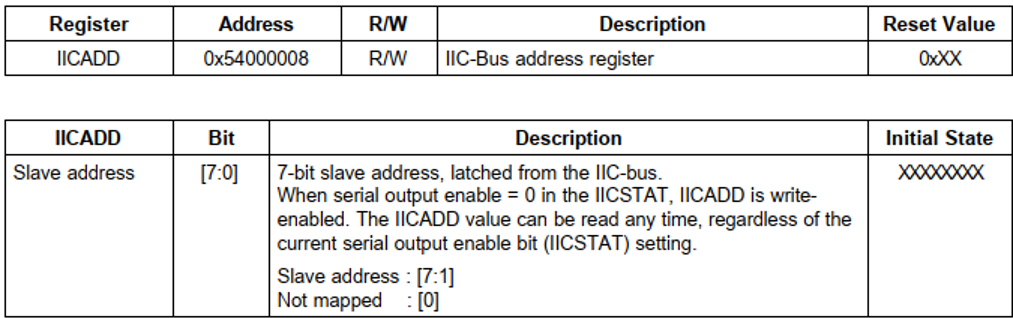 Register Address R/W Description Reset Value
IICADD 0x54000008 R/W IIC-Bus address register 0xXX
IICADD Bit Description Initial State
Slave address [7:0] 7-bit slave address, latched from the IIC-bus. XXXXXXXX
When serial output enable = 0 in the IICSTAT, IICADD is write-
enabled. The IICADD value can be read any time, regardless of the
current serial output enable bit (IICSTAT) setting.
Slave address : [7:1]
Not mapped : [0]